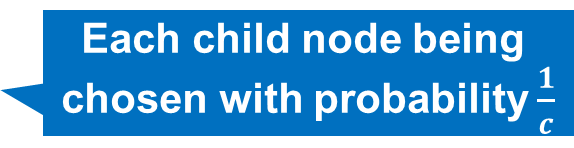 Each child node being
chosen with probability 1/c